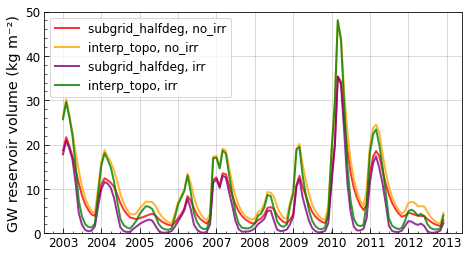 GW reservoir volume (kg m⁻²)
50
40
30
20
10
0
subgrid_halfdeg, no_irr
interp_topo, no_irr
subgrid_halfdeg, irr
interp_topo, irr
2003 2004 2005 2006 2007 2008 2009 2010 2011 2012 2013